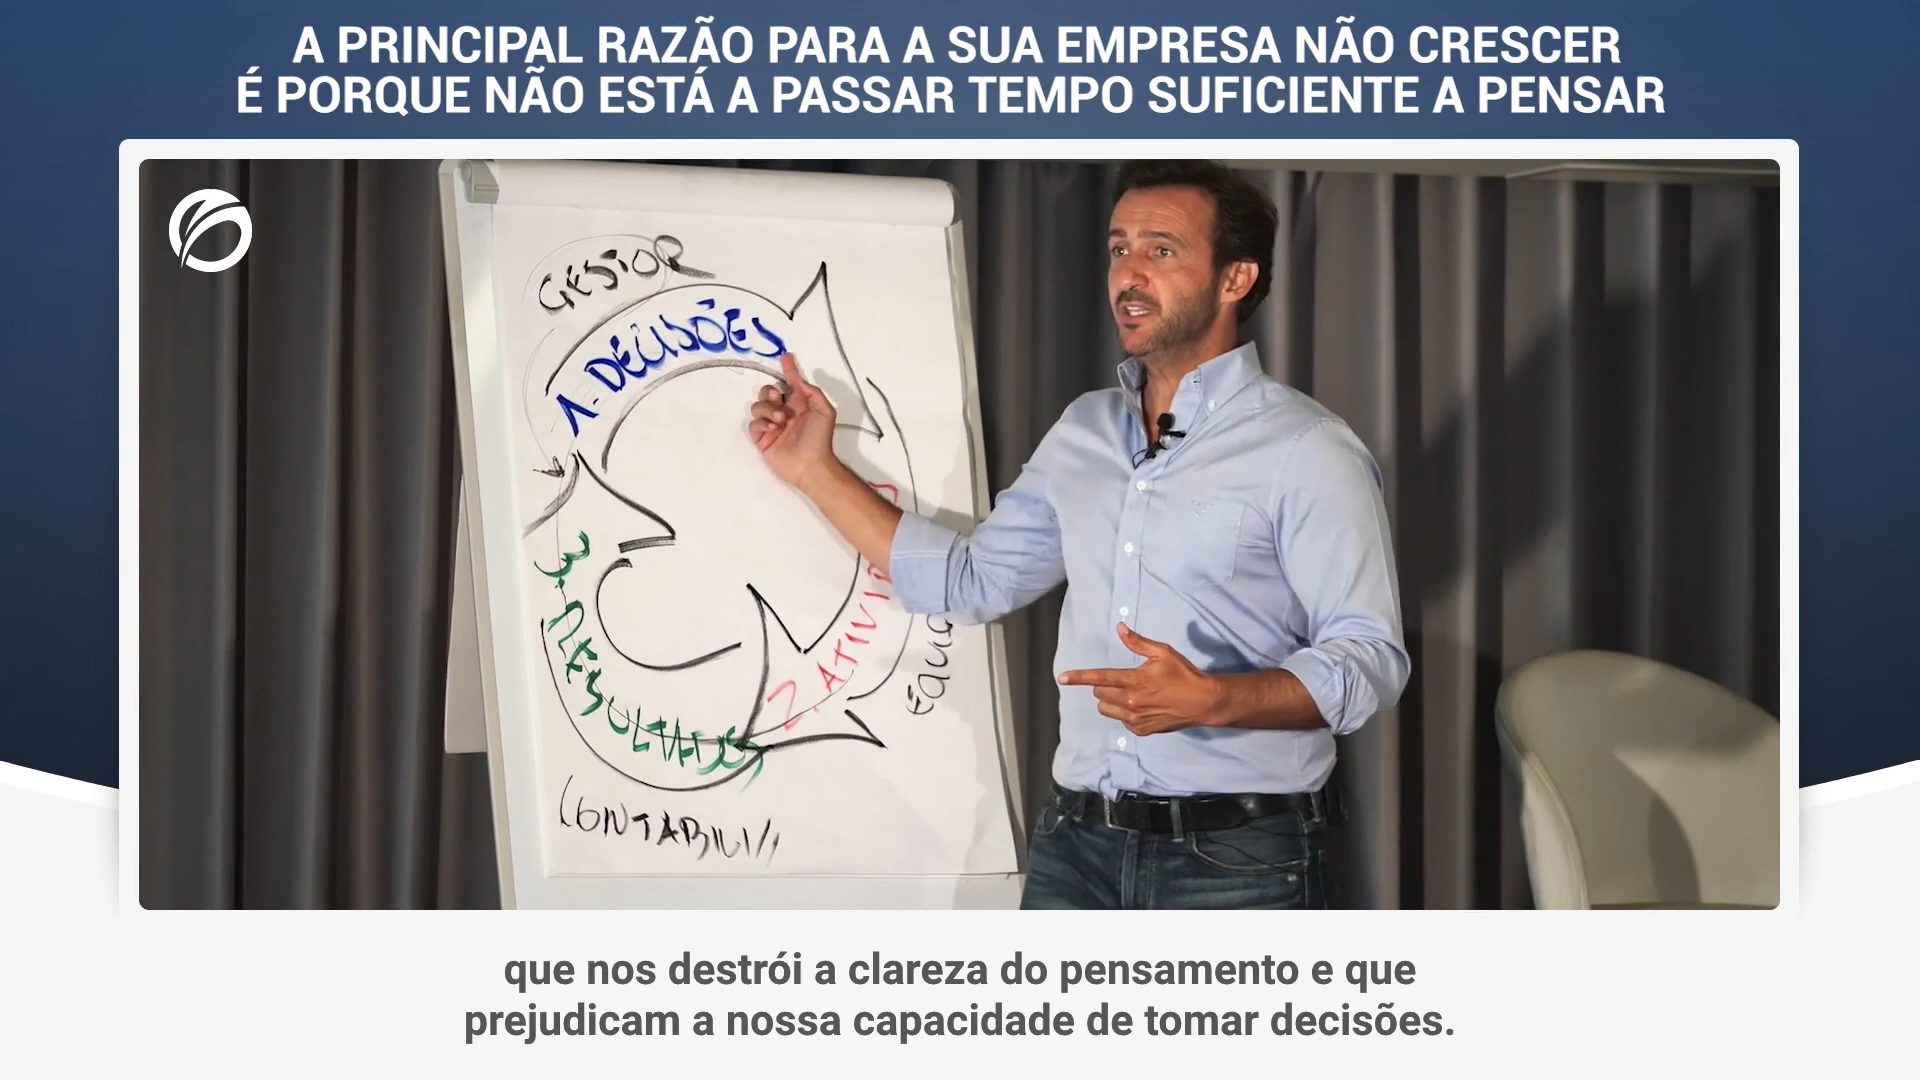 A PRINCIPAL RAZÃO PARA A SUA EMPRESA NÃO CRESCER
É PORQUE NÃO ESTÁ A PASSAR TEMPO SUFICIENTE A PENSAR
GESTOR
1. DECISÕES
2. ATIVI
3. RESULTADOS
que nos destrói a clareza do pensamento e que
prejudicam a nossa capacidade de tomar decisões.